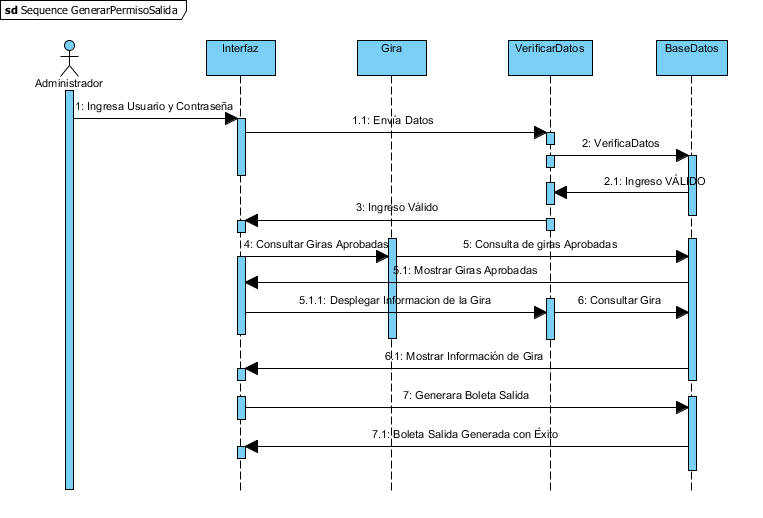 sd Sequence GenerarPermisoSalida
Interfaz
Gira
VerificarDatos
BaseDatos
Administrador
1: Ingresa Usuario y Contraseña
1.1: Envía Datos
2: VerificaDatos
2.1: Ingreso VÁLIDO
3: Ingreso Válido
4: Consultar Giras Aprobadas
5: Consulta de giras Aprobadas
5.1: Mostrar Giras Aprobadas
5.1.1: Desplegar Informacion de la Gira
6: Consultar Gira
6.1: Mostrar Información de Gira
7: Generara Boleta Salida
7.1: Boleta Salida Generada con Éxito